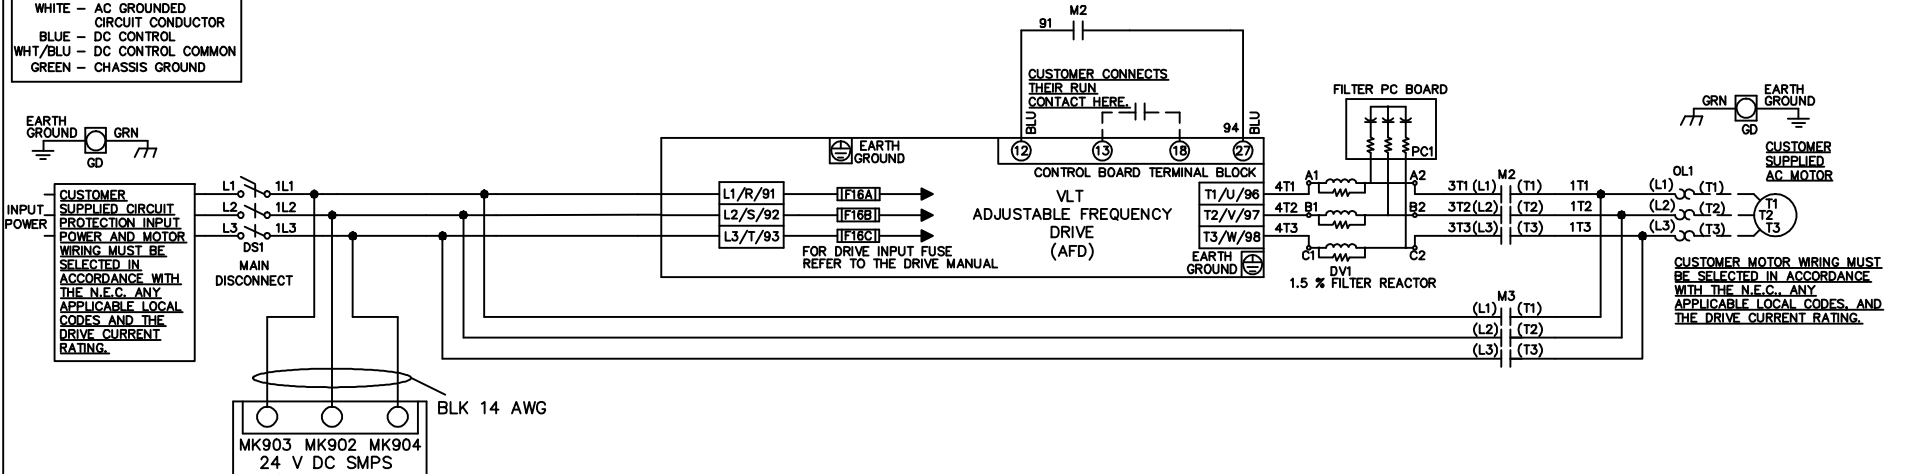 WHITE – AC GROUNDED
CIRCUIT CONDUCTOR
BLUE – DC CONTROL
WHT/BLU – DC CONTROL COMMON
GREEN – CHASSIS GROUND
EARTH
GROUND
GRN
GD
INPUT
POWER
CUSTOMER
SUPPLIED CIRCUIT
PROTECTION INPUT
POWER AND MOTOR
WIRING MUST BE
SELECTED IN
ACCORDANCE WITH
THE N.E.C. ANY
APPLICABLE LOCAL
CODES AND THE
DRIVE CURRENT
RATING.
L1 1L1
L2 1L2
L3 1L3
DS1
MAIN
DISCONNECT
BLK 14 AWG
MK903 MK902 MK904
24 V DC SMPS
91
M2
CUSTOMER CONNECTS
THEIR RUN
CONTACT HERE.
BLU
94
BLU
12
13
18
27
CONTROL BOARD TERMINAL BLOCK
EARTH
GROUND
L1/R/91
L2/S/92
L3/T/93
F16A
F16B
F16C
FOR DRIVE INPUT FUSE
REFER TO THE DRIVE MANUAL
VLT
ADJUSTABLE FREQUENCY
DRIVE
(AFD)
T1/U/96
T2/V/97
T3/W/98
EARTH
GROUND
4T1
4T2
4T3
FILTER PC BOARD
PC1
A1
A2
B1
B2
C1
C2
DV1
1.5 % FILTER REACTOR
M2
3T1 (L1) (T1) 1T1
3T2 (L2) (T2) 1T2
3T3 (L3) (T3) 1T3
M3
(L1) (T1)
(L2) (T2)
(L3) (T3)
GRN
EARTH
GROUND
GD
CUSTOMER
SUPPLIED
AC MOTOR
OL1
(L1) (T1)
(L2) (T2)
(L3) (T3)
T1
T2
T3
CUSTOMER MOTOR WIRING MUST
BE SELECTED IN ACCORDANCE
WITH THE N.E.C., ANY
APPLICABLE LOCAL CODES, AND
THE DRIVE CURRENT RATING.